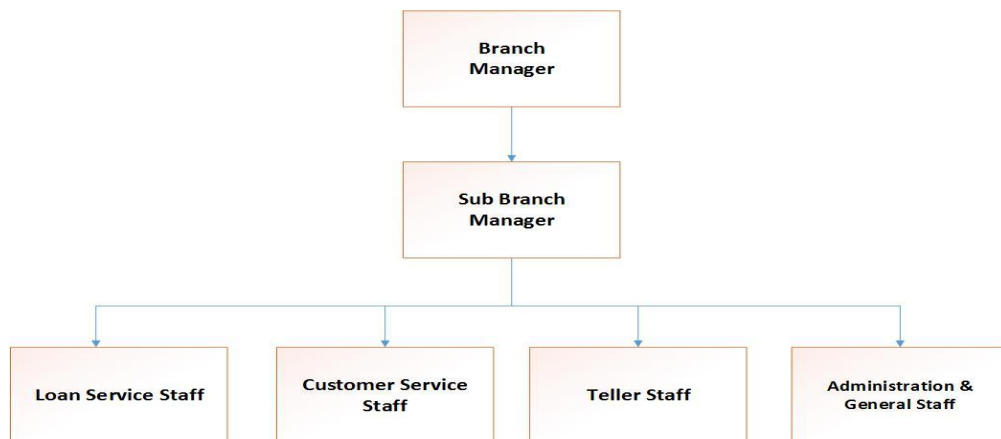 Branch
Manager
Sub Branch
Manager
Loan Service Staff
Customer Service
Staff
Teller Staff
Administration &
General Staff